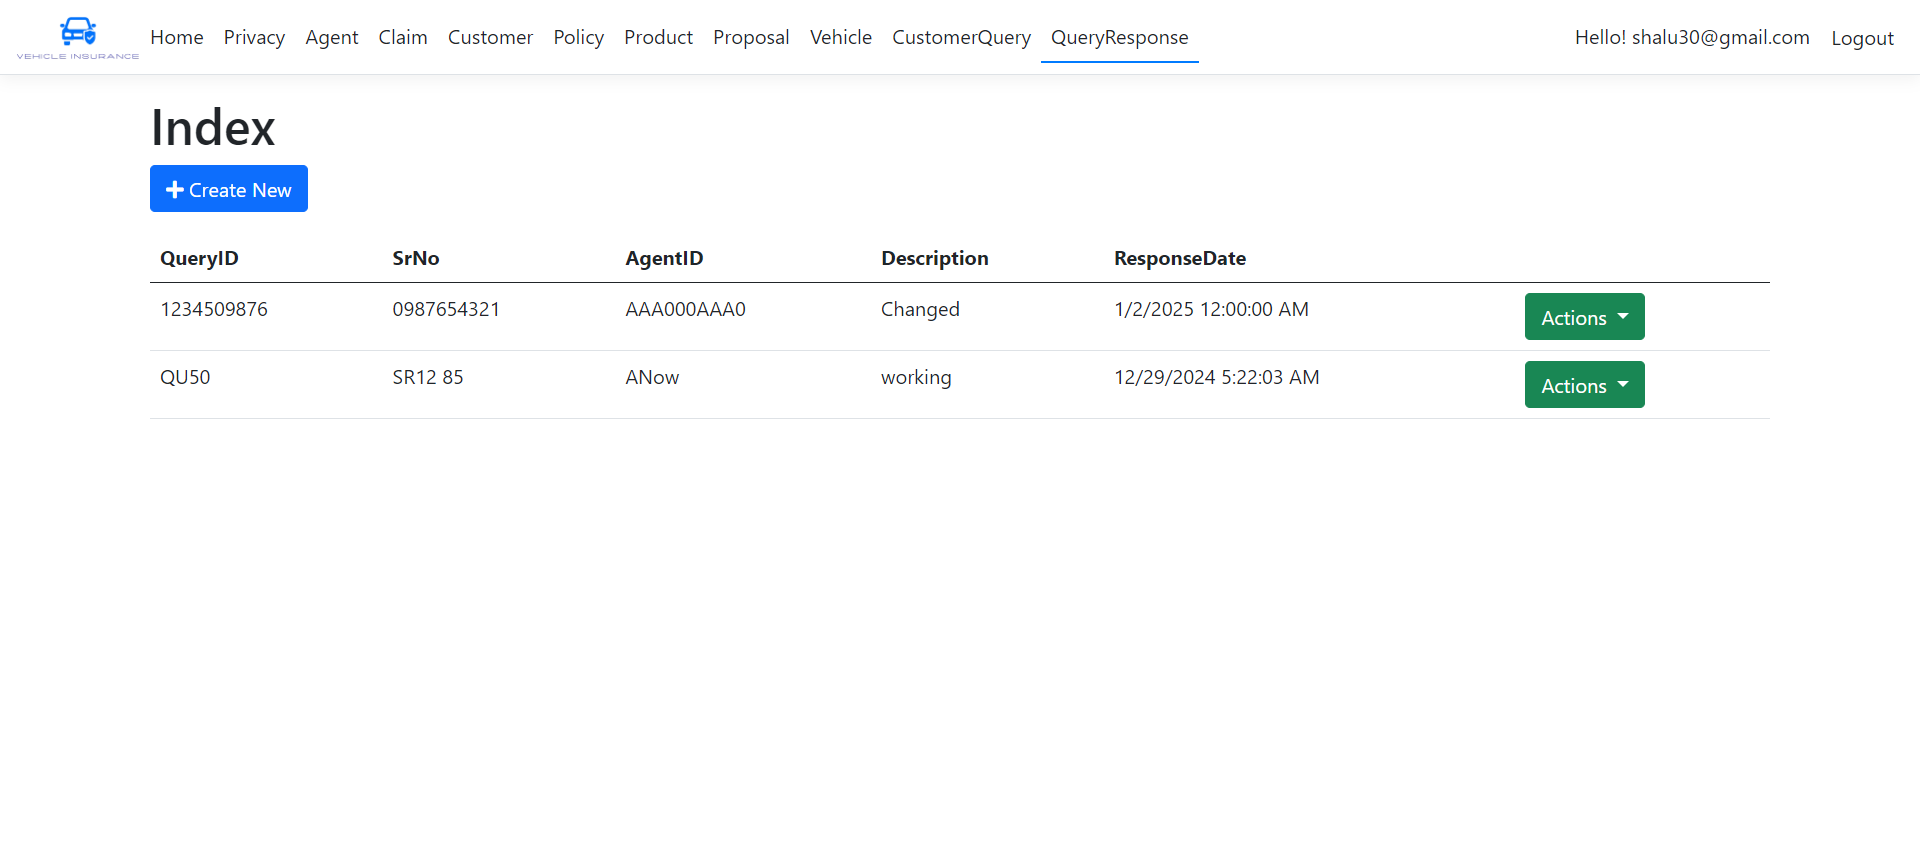 VEHICLE INSURANCE
Home Privacy Agent Claim Customer Policy Product Proposal Vehicle CustomerQuery QueryResponse Hello! shalu30@gmail.com Logout
Index
Create New
QueryID SrNo AgentID Description ResponseDate
1234509876 0987654321 AAA000AAA0 Changed 1/2/2025 12:00:00 AM Actions
QU50 SR12 85 ANow working 12/29/2024 5:22:03 AM Actions